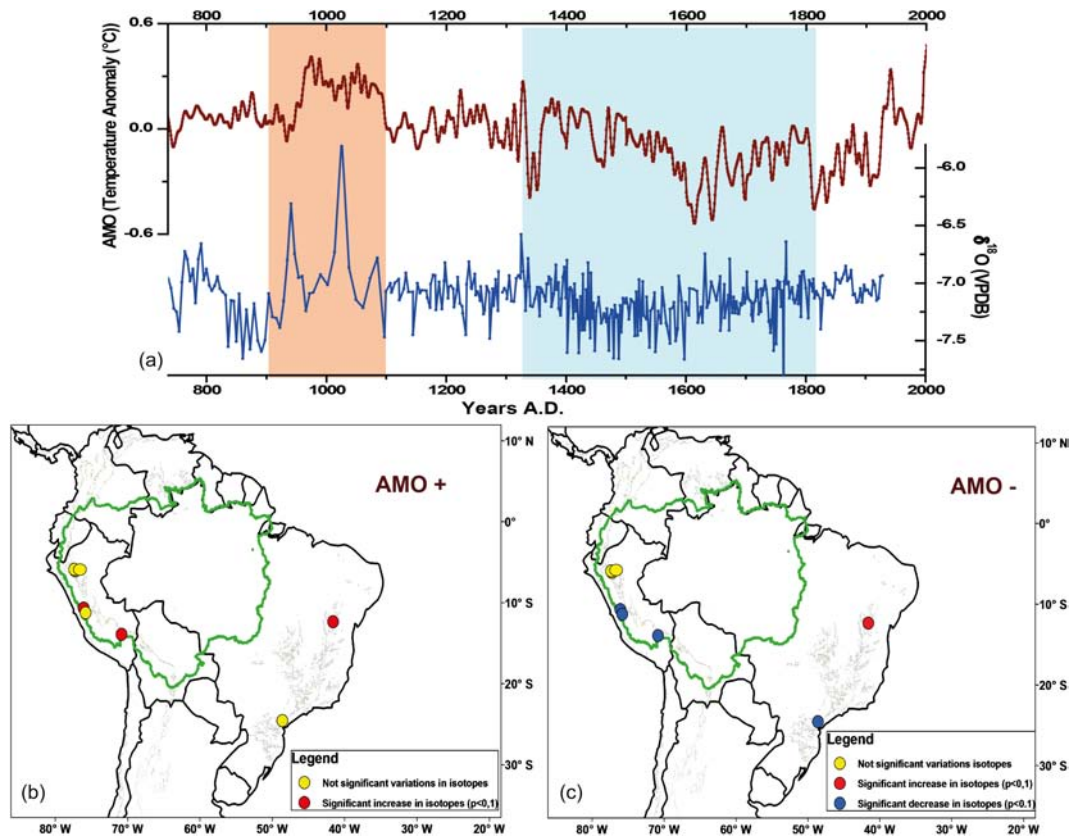 800 1000 1200 1400 1600 1800 2000
0.6
0.0
-0.6
AMO (Temperature Anomaly (°C))
-6.0
-6.5
-7.0
-7.5
δ18O (VPDB)
(a)
800 1000 1200 1400 1600 1800 2000
Years A.D.
AMO +
10° N
0°
10° S
20° S
30° S
Legend
Not significant variations in isotopes
Significant increase in isotopes (p<0,1)
(b)
80° W 70° W 60° W 50° W 40° W 30° W 20° W
AMO -
10° N
0°
10° S
20° S
30° S
Legend
Not significant variations isotopes
Significant increase in isotopes (p<0,1)
Significant decrease in isotopes (p<0.1)
(c)
80° W 70° W 60° W 50° W 40° W 30° W 20° W